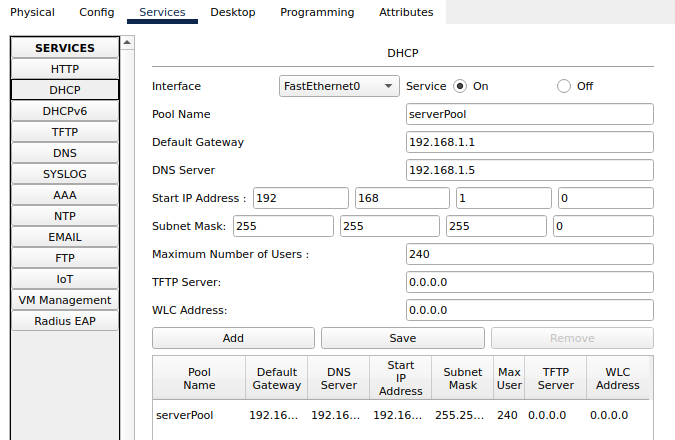 Physical Config Services Desktop Programming Attributes
SERVICES
HTTP
DHCP
DHCPv6
TFTP
DNS
SYSLOG
AAA
NTP
EMAIL
FTP
IoT
VM Management
Radius EAP
DHCP
Interface FastEthernet0 Service On Off
Pool Name serverPool
Default Gateway 192.168.1.1
DNS Server 192.168.1.5
Start IP Address : 192 168 1 0
Subnet Mask: 255 255 255 0
Maximum Number of Users : 240
TFTP Server: 0.0.0.0
WLC Address: 0.0.0.0
Add Save Remove
Pool Name Default Gateway DNS Server Start IP Address Subnet Mask Max User TFTP Server WLC Address
serverPool 192.16... 192.16... 192.16... 255.25... 240 0.0.0.0 0.0.0.0